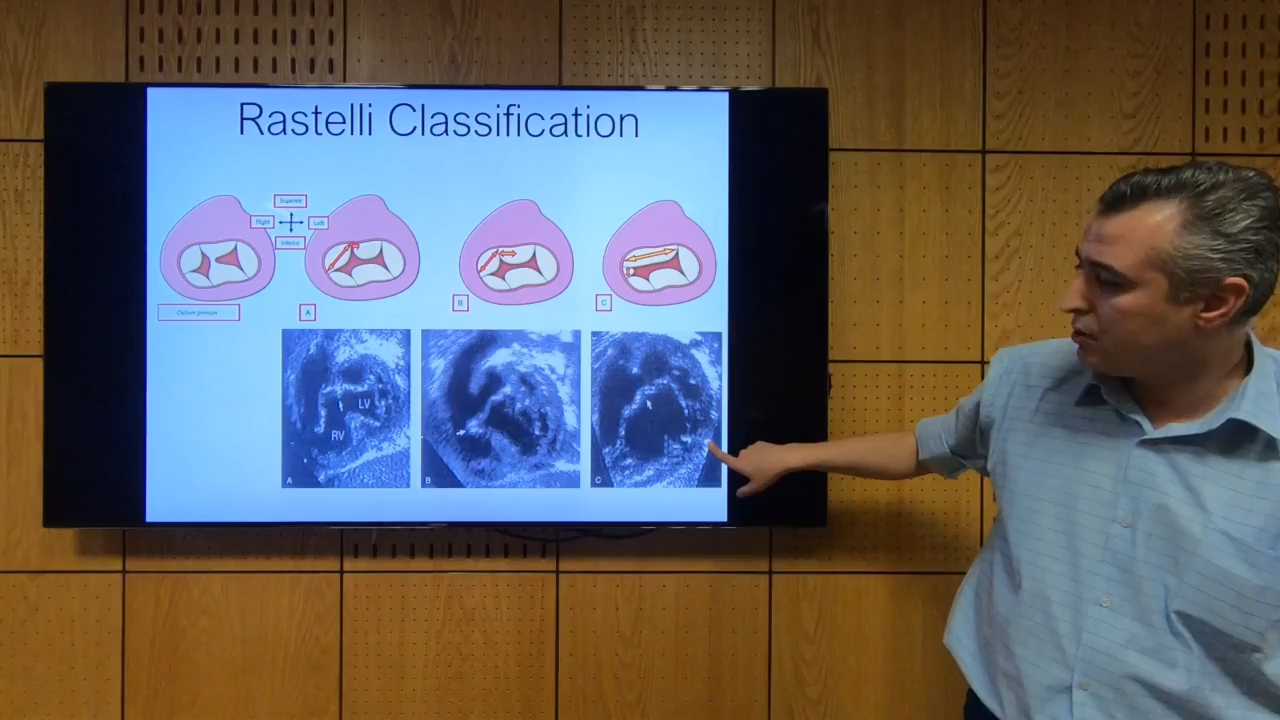 Rastelli Classification
Superior
Right
Left
Inferior
Ostium primum
A
B
C
LV
RV
A
B
C